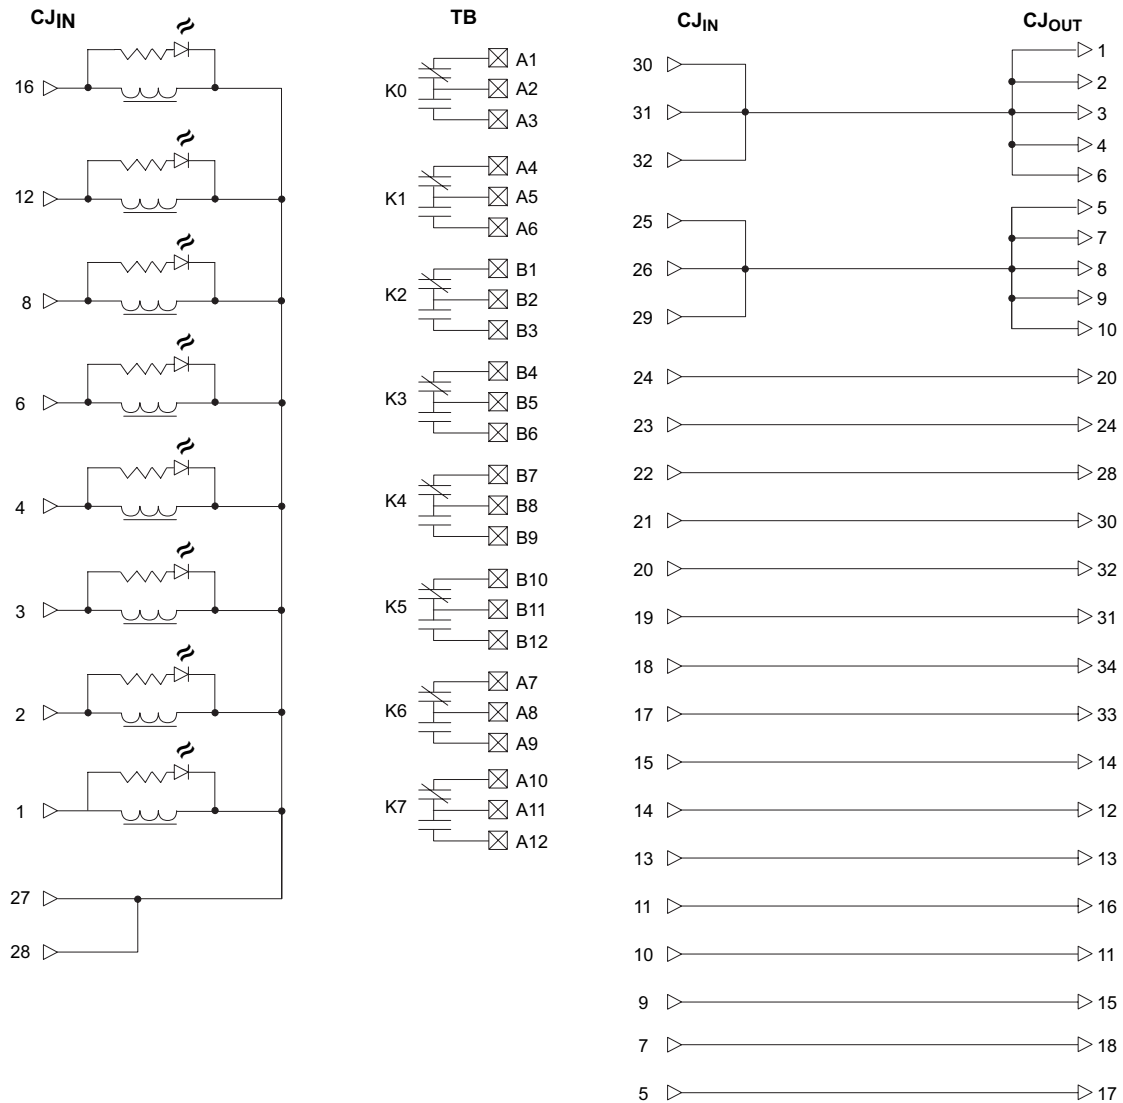 CJIN
16
12
8
6
4
3
2
1
27
28
TB
K0
A1
A2
A3
K1
A4
A5
A6
K2
B1
B2
B3
K3
B4
B5
B6
K4
B7
B8
B9
K5
B10
B11
B12
K6
A7
A8
A9
K7
A10
A11
A12
CJIN CJOUT
30
31
32
1
2
3
4
6
25
26
29
5
7
8
9
10
24 20
23 24
22 28
21 30
20 32
19 31
18 34
17 33
15 14
14 12
13 13
11 16
10 11
9 15
7 18
5 17